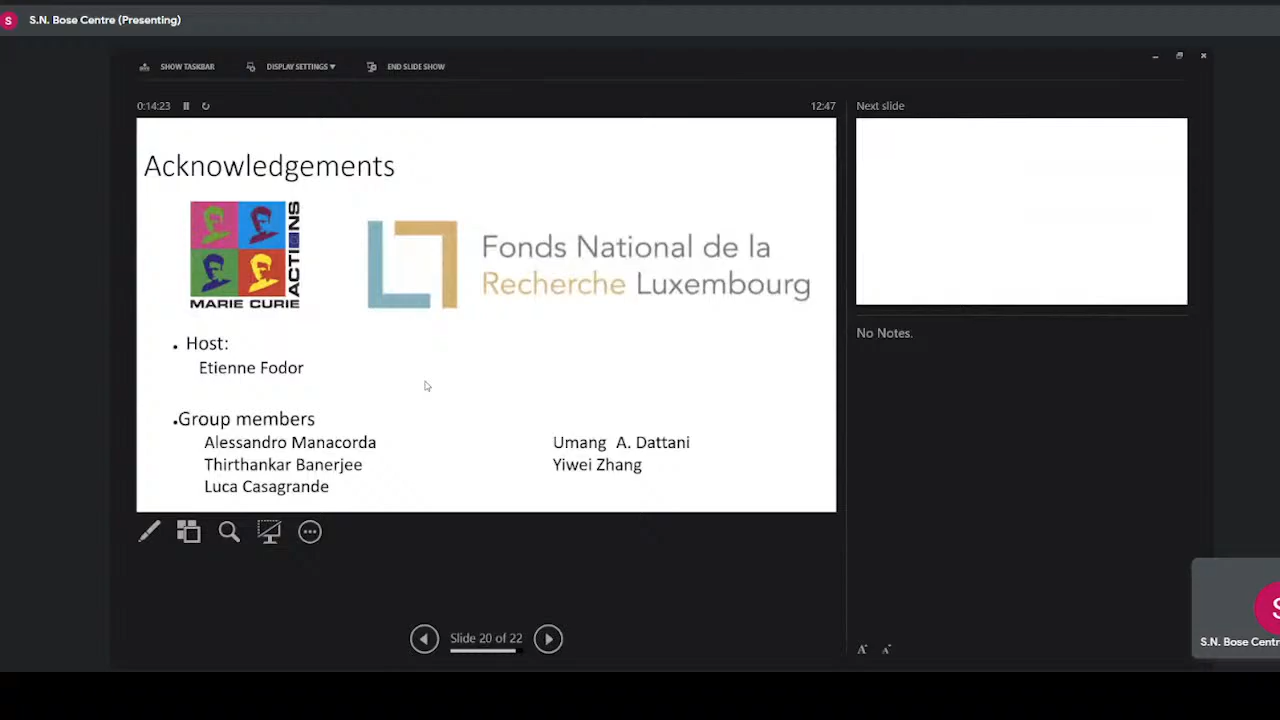 S
S.N. Bose Centre (Presenting)
SHOW TASKBAR
DISPLAY SETTINGS
END SLIDE SHOW
0:14:23
12:47
Next slide
Acknowledgements
MARIE CURIE
ACTIONS
Fonds National de la
Recherche Luxembourg
No Notes.
• Host:
Etienne Fodor
•Group members
Alessandro Manacorda
Umang A. Dattani
Thirthankar Banerjee
Yiwei Zhang
Luca Casagrande
Slide 20 of 22
A A
S
S.N. Bose Centr